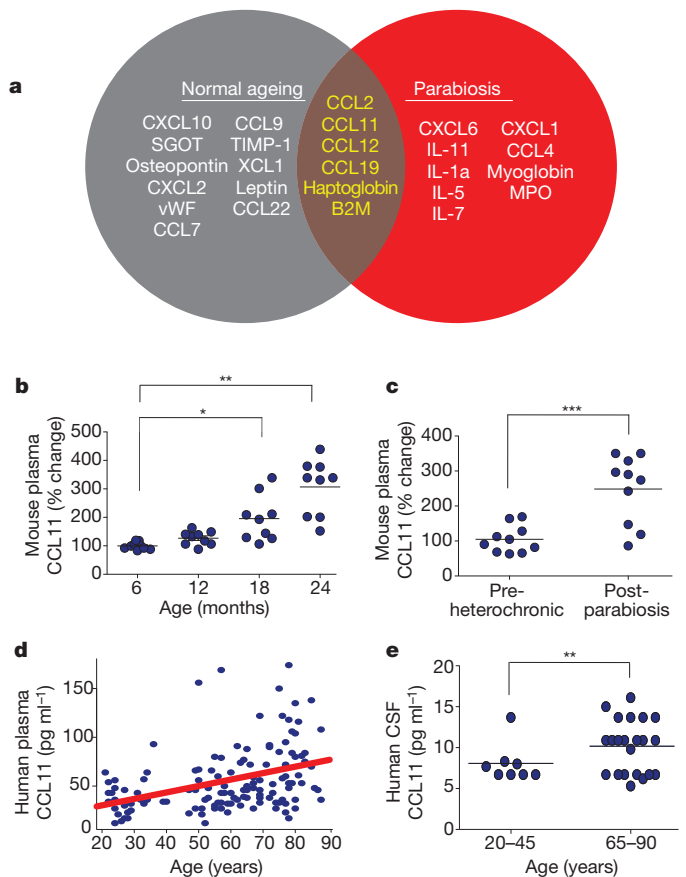 a
Normal ageing
CXCL10
SGOT
Osteopontin
CXCL2
vWF
CCL7
CCL9
TIMP-1
XCL1
Leptin
CCL22
CCL2
CCL11
CCL12
CCL19
Haptoglobin
B2M
Parabiosis
CXCL6
IL-11
IL-1a
IL-5
IL-7
CXCL1
CCL4
Myoglobin
MPO
b
**
*
Mouse plasma
CCL11 (% change)
500
400
300
200
100
0
6 12 18 24
Age (months)
c
***
Mouse plasma
CCL11 (% change)
400
300
200
100
0
Pre- Post-
heterochronic parabiosis
d
Human plasma
CCL11 (pg ml–1)
150
100
50
0
20 30 40 50 60 70 80 90
Age (years)
e
**
Human CSF
CCL11 (pg ml–1)
20
15
10
5
0
20–45 65–90
Age (years)